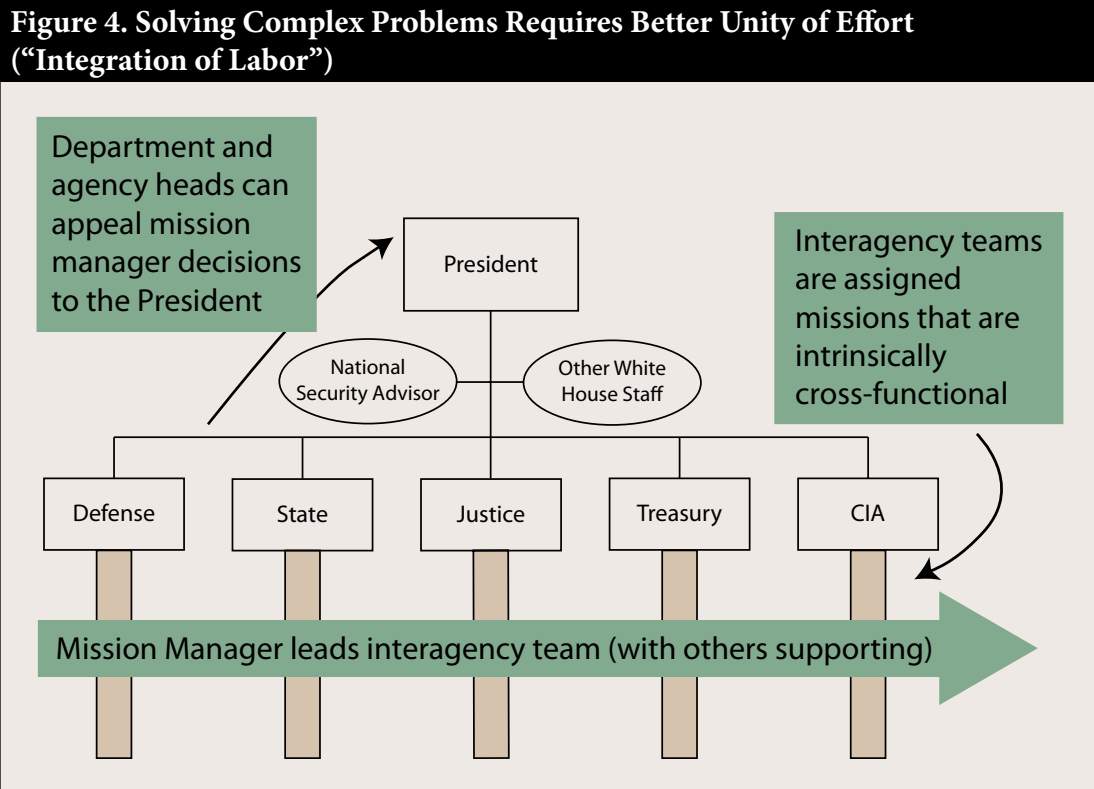 Figure 4. Solving Complex Problems Requires Better Unity of Effort
(“Integration of Labor”)
Department and
agency heads can
appeal mission
manager decisions
to the President
President
Interagency teams
are assigned
missions that are
intrinsically
cross-functional
National
Security Advisor
Other White
House Staff
Defense
State
Justice
Treasury
CIA
Mission Manager leads interagency team (with others supporting)